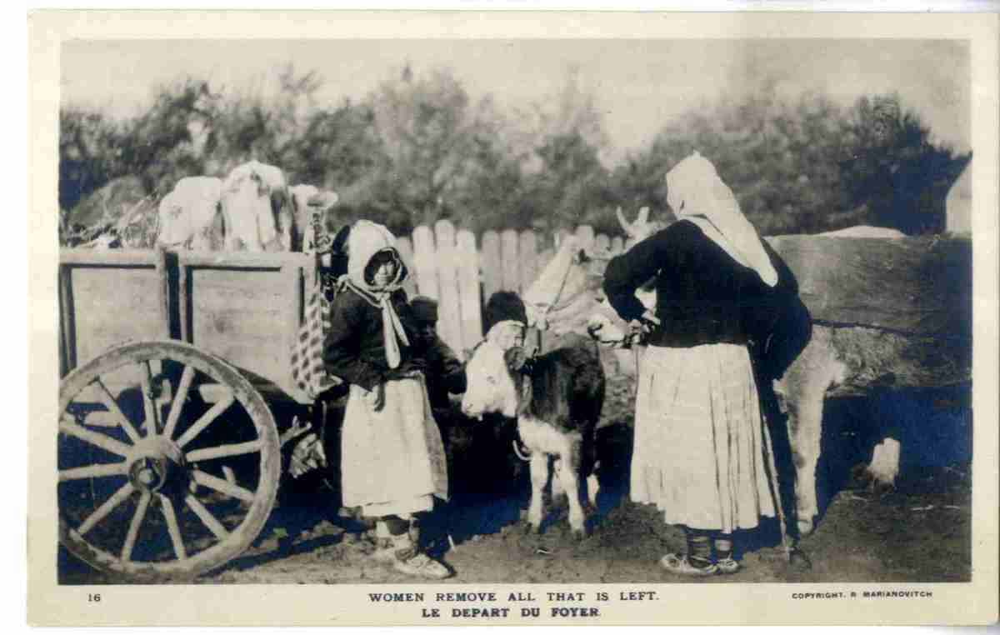 16
WOMEN REMOVE ALL THAT IS LEFT.
LE DEPART DU FOYER.
COPYRIGHT. R MARIANOVITCH